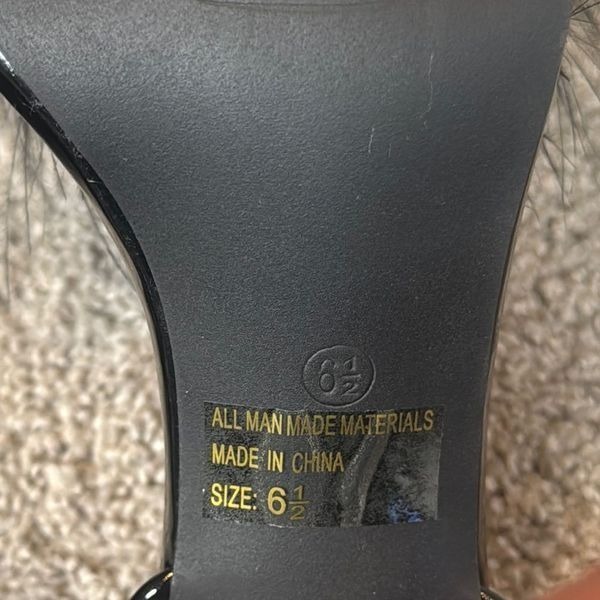 6½
ALL MAN MADE MATERIALS
MADE IN CHINA
SIZE: 6½